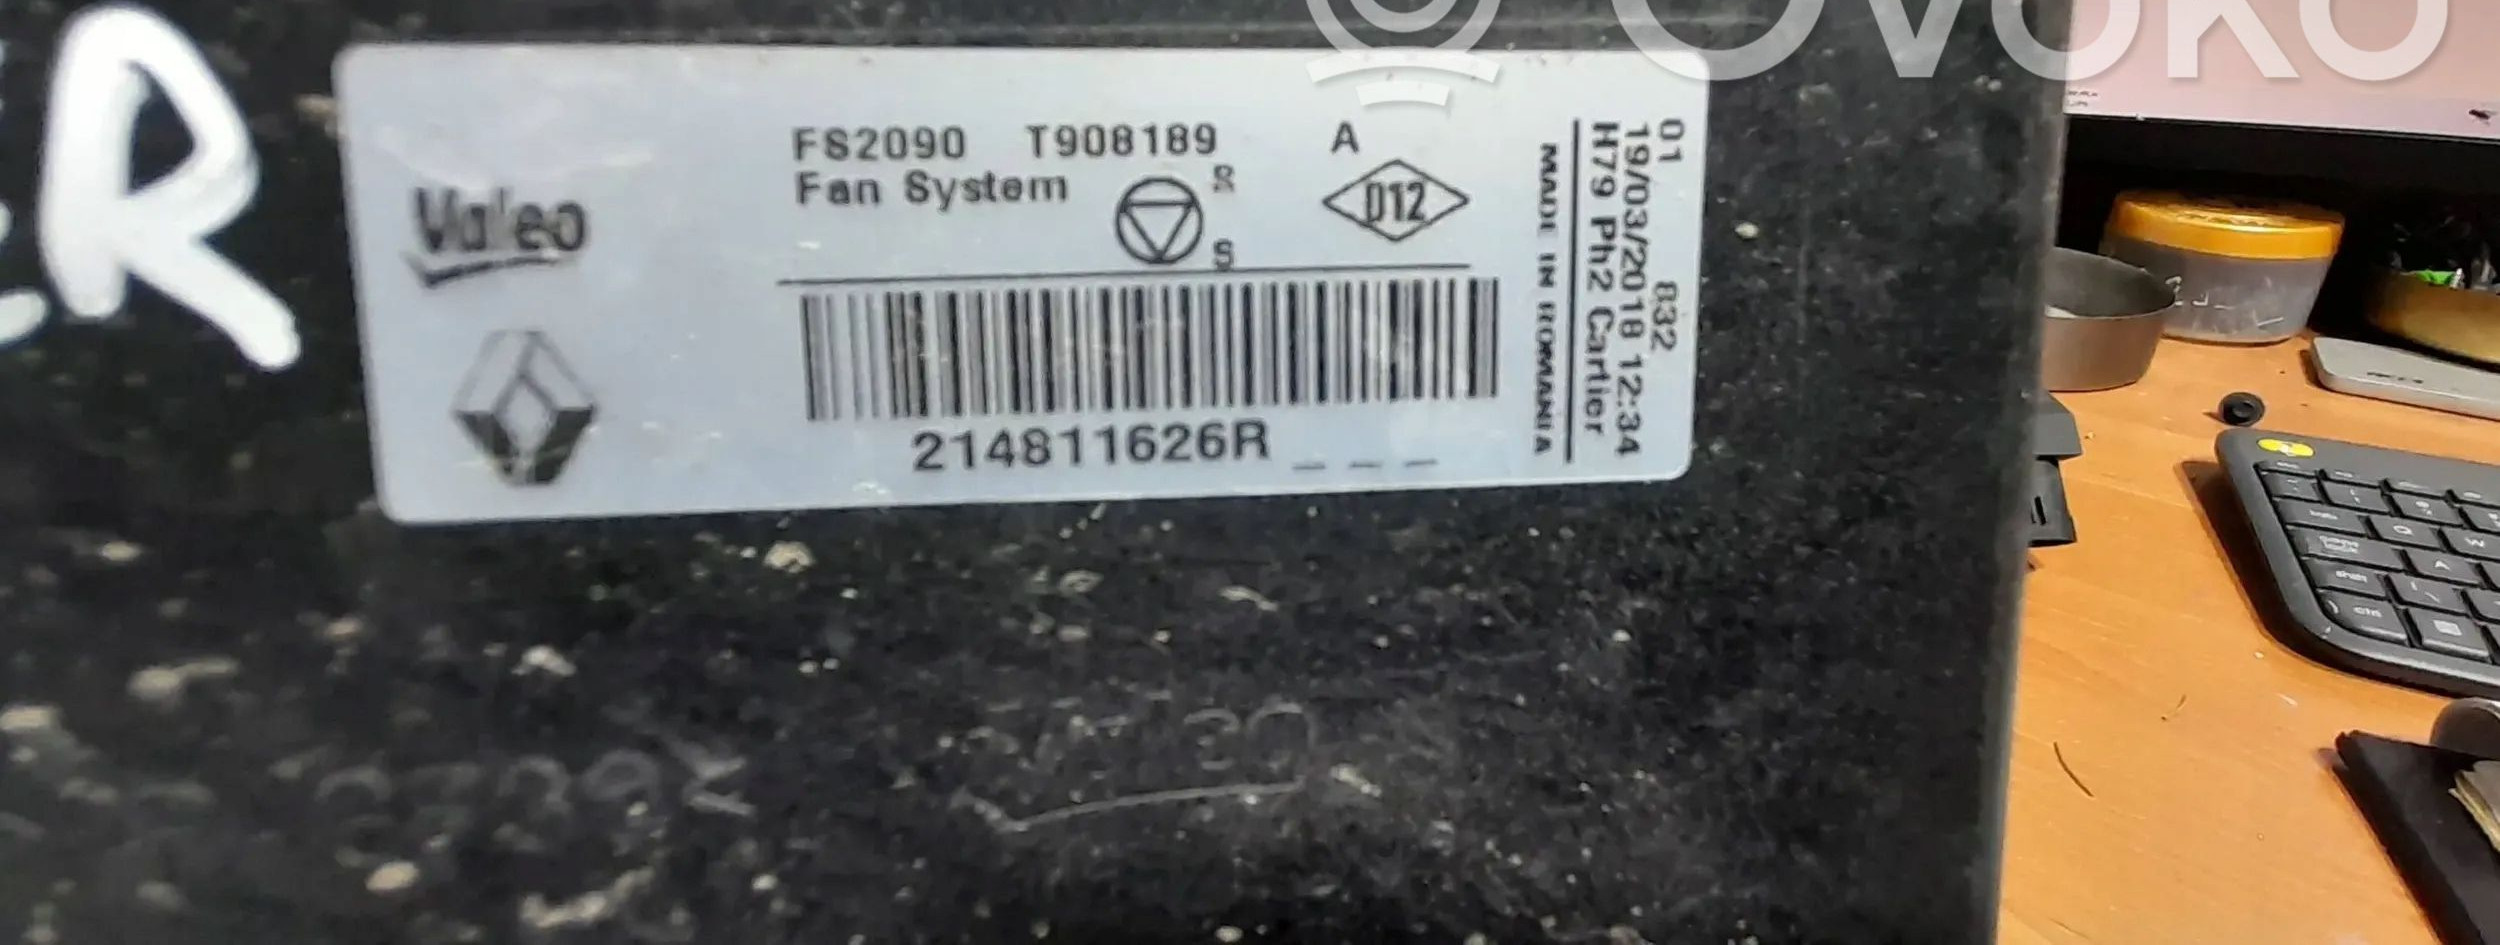 OVOKO
R
Valeo
FS2090 T908189 A
Fan System R S D12
214811626R _ _ _
MADE IN ROMANIA
H79 Ph2 Cartier
19/03/2018 12:34
01 832